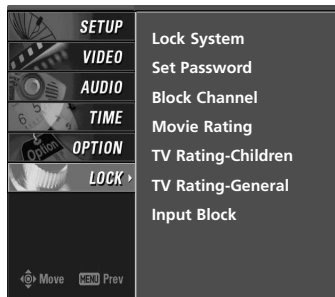 SETUP
VIDEO
AUDIO
TIME
OPTION
LOCK
Move MENU Prev
Lock System
Set Password
Block Channel
Movie Rating
TV Rating-Children
TV Rating-General
Input Block